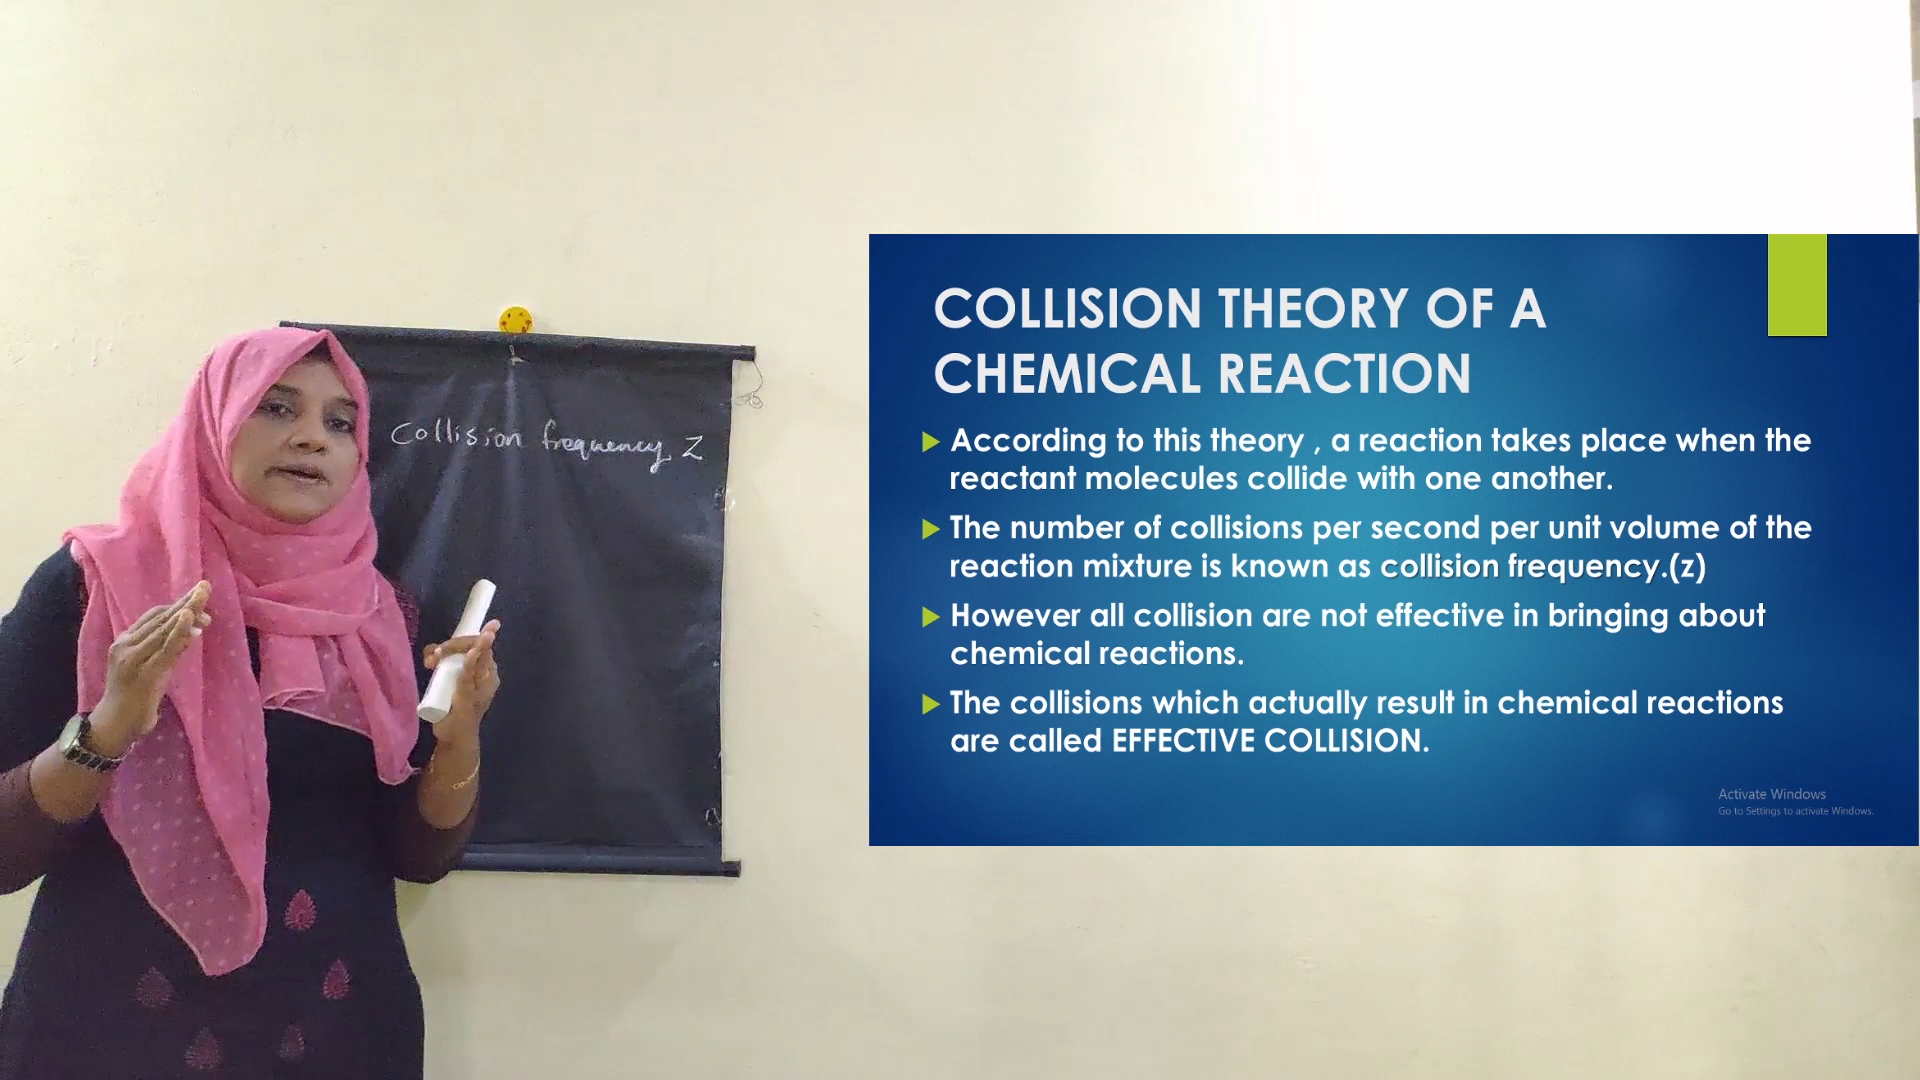 Collision frequency Z
COLLISION THEORY OF A
CHEMICAL REACTION
According to this theory , a reaction takes place when the
reactant molecules collide with one another.
The number of collisions per second per unit volume of the
reaction mixture is known as collision frequency.(z)
However all collision are not effective in bringing about
chemical reactions.
The collisions which actually result in chemical reactions
are called EFFECTIVE COLLISION.
Activate Windows
Go to Settings to activate Windows.